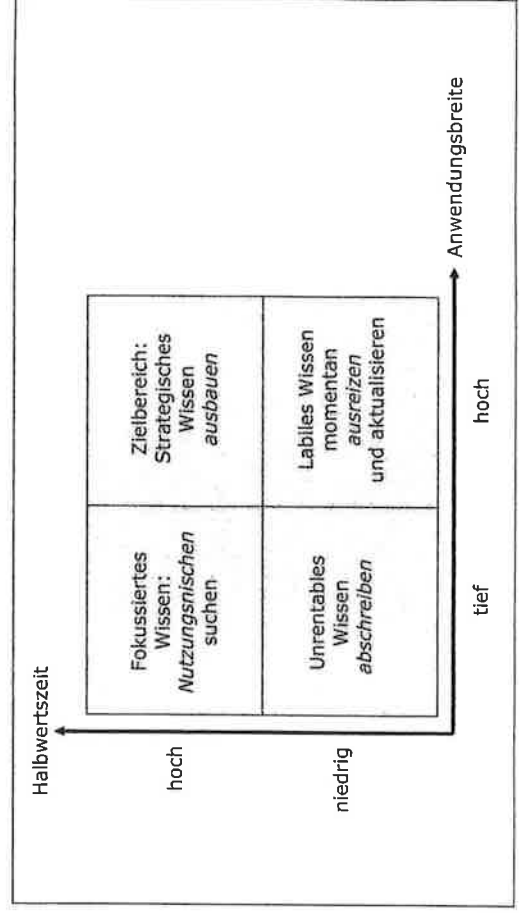 Halbwertszeit
hoch
Fokussiertes
Wissen:
Nutzungsnischen
suchen
Zielbereich:
Strategisches
Wissen
ausbauen
niedrig
Unrentables
Wissen
abschreiben
Labiles Wissen
momentan
ausreizen
und aktualisieren
tief
hoch
Anwendungsbreite